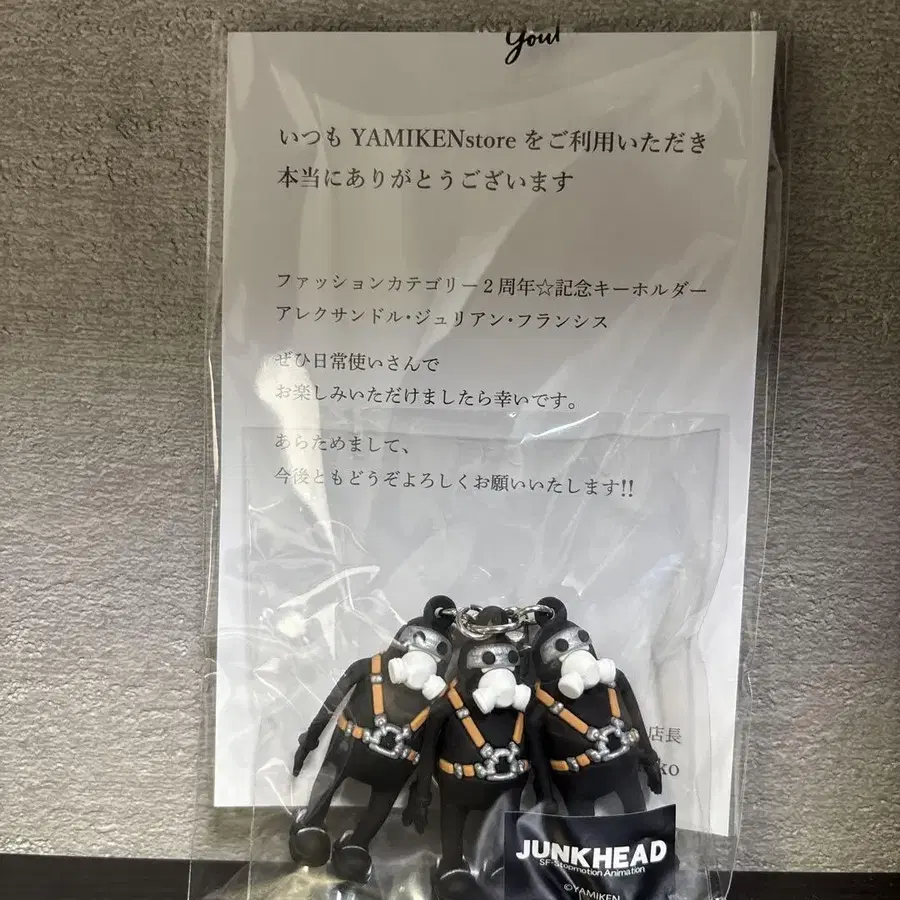 you!
いつも YAMIKENstore をご利用いただき
本当にありがとうございます
ファッションカテゴリー２周年☆記念キーホルダー
アレクサンドル・ジュリアン・フランシス
ぜひ日常使いさんで
お楽しみいただけましたら幸いです。
あらためまして、
今後ともどうぞよろしくお願いいたします!!
店長
ko
JUNKHEAD
SF-Stopmotion Animation
©YAMIKEN